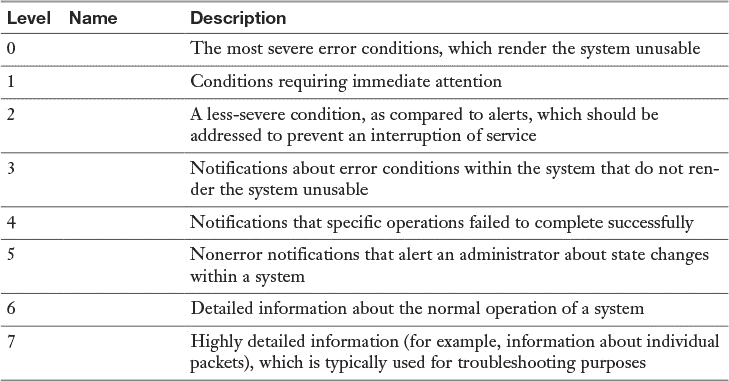 Level Name Description
0 The most severe error conditions, which render the system unusable
1 Conditions requiring immediate attention
2 A less-severe condition, as compared to alerts, which should be
addressed to prevent an interruption of service
3 Notifications about error conditions within the system that do not ren-
der the system unusable
4 Notifications that specific operations failed to complete successfully
5 Nonerror notifications that alert an administrator about state changes
within a system
6 Detailed information about the normal operation of a system
7 Highly detailed information (for example, information about individual
packets), which is typically used for troubleshooting purposes